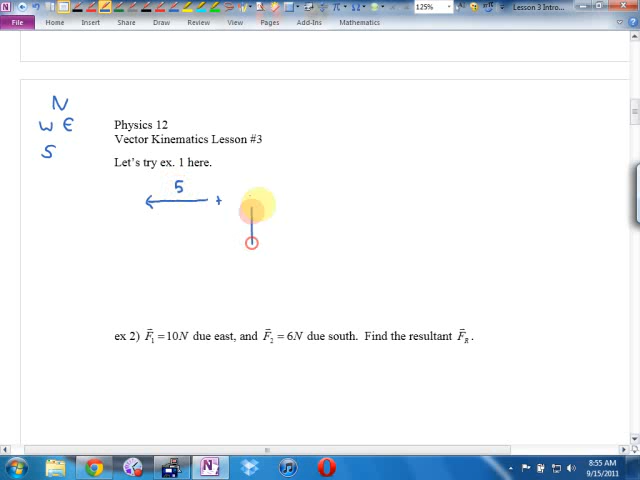 Lesson 3 Intro...
File Home Insert Share Draw Review View Pages Add-Ins Mathematics
125%
N
W E
S
Physics 12
Vector Kinematics Lesson #3
Let's try ex. 1 here.
5
+
ex 2) F⃗₁ = 10N due east, and F⃗₂ = 6N due south. Find the resultant F⃗_R.
8:55 AM
9/15/2011